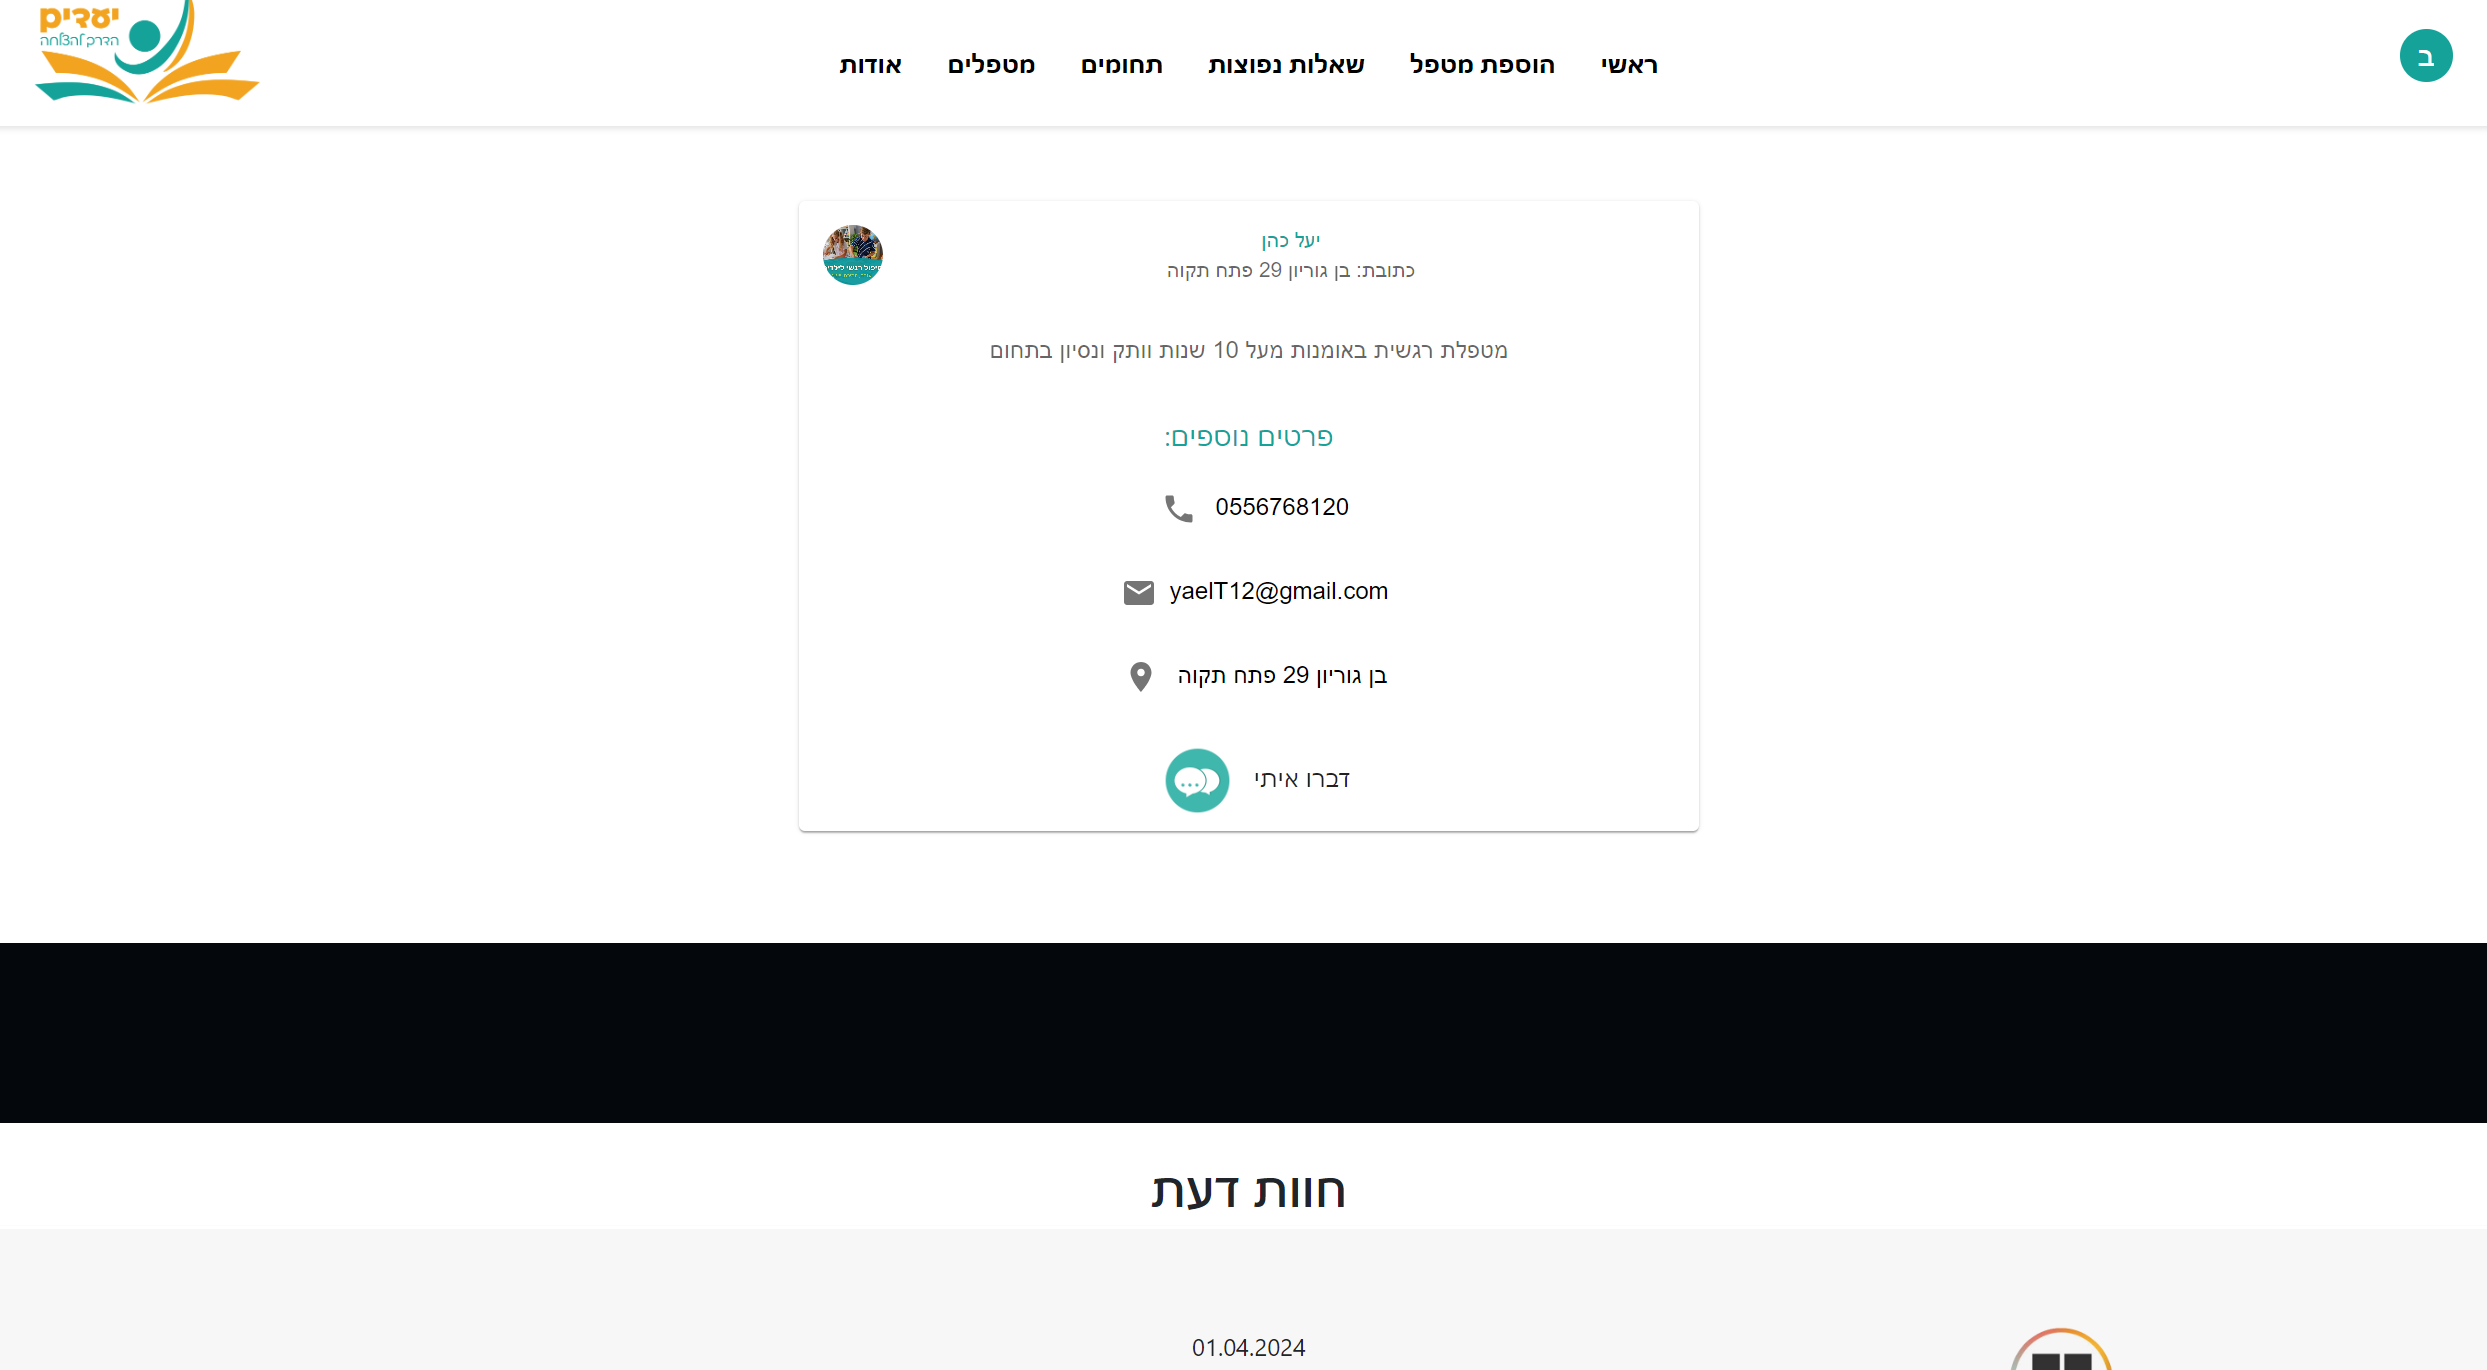 יעדים
הדרך להצלחה
ראשי הוספת מטפל שאלות נפוצות תחומים מטפלים אודות
ב
יעל כהן
כתובת: בן גוריון 29 פתח תקוה
מטפלת רגשית באומנות מעל 10 שנות וותק ונסיון בתחום
פרטים נוספים:
0556768120
yaelT12@gmail.com
בן גוריון 29 פתח תקוה
דברו איתי
חוות דעת
01.04.2024